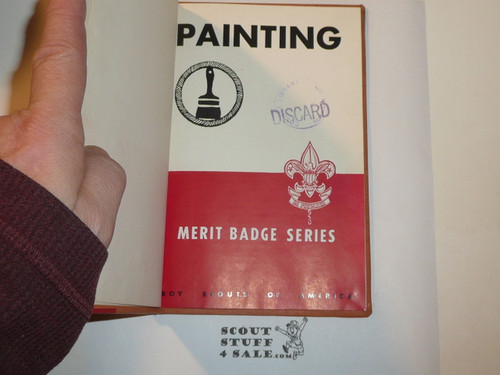 PAINTING
DISCARD
MERIT BADGE SERIES
BOY SCOUTS OF AMERICA
SCOUT
STUFF
4 SALE.com